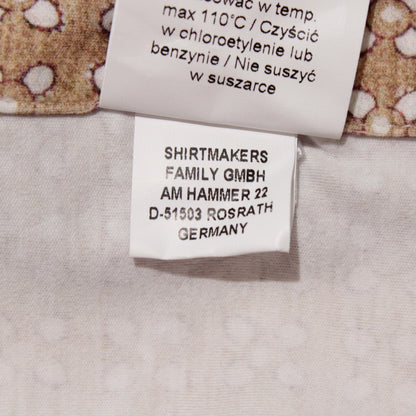 max 110°C / Czyścić
w chloroetylenie lub
benzynie / Nie suszyć
w suszarce
SHIRTMAKERS
FAMILY GMBH
AM HAMMER 22
D-51503 ROSRATH
GERMANY